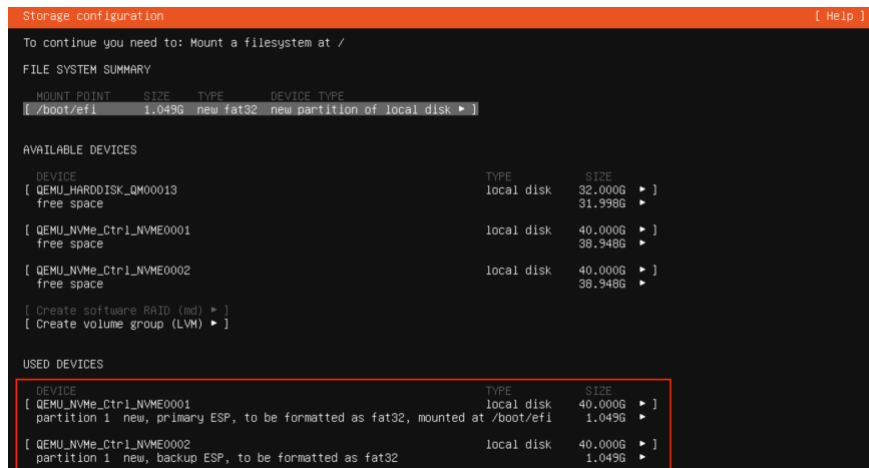 Storage configuration [ Help ]
To continue you need to: Mount a filesystem at /
FILE SYSTEM SUMMARY
MOUNT POINT SIZE TYPE DEVICE TYPE
[ /boot/efi 1.049G new fat32 new partition of local disk ▸ ]
AVAILABLE DEVICES
DEVICE TYPE SIZE
[ QEMU_HARDDISK_QM00013 local disk 32.000G ▸ ]
free space 31.998G ▸
[ QEMU_NVMe_Ctrl_NVME0001 local disk 40.000G ▸ ]
free space 38.948G ▸
[ QEMU_NVMe_Ctrl_NVME0002 local disk 40.000G ▸ ]
free space 38.948G ▸
[ Create software RAID (md) ▸ ]
[ Create volume group (LVM) ▸ ]
USED DEVICES
DEVICE TYPE SIZE
[ QEMU_NVMe_Ctrl_NVME0001 local disk 40.000G ▸ ]
partition 1 new, primary ESP, to be formatted as fat32, mounted at /boot/efi 1.049G ▸
[ QEMU_NVMe_Ctrl_NVME0002 local disk 40.000G ▸ ]
partition 1 new, backup ESP, to be formatted as fat32 1.049G ▸